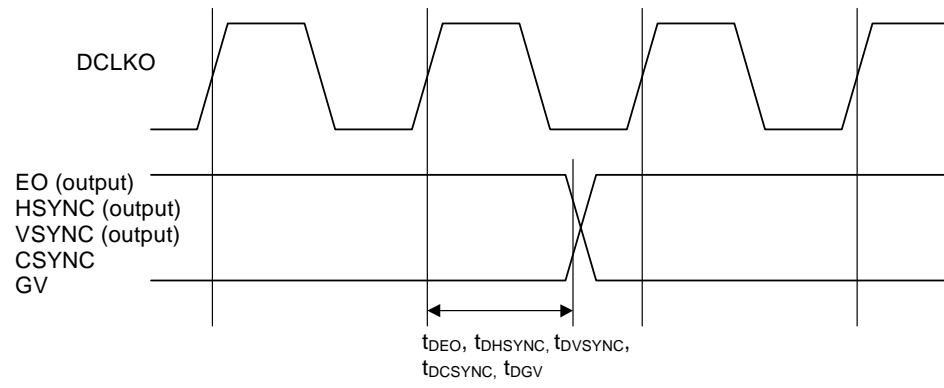 DCLKO
EO (output)
HSYNC (output)
VSYNC (output)
CSYNC
GV
tDEO, tDHSYNC, tDVSYNC,
tDCSYNC, tDGV